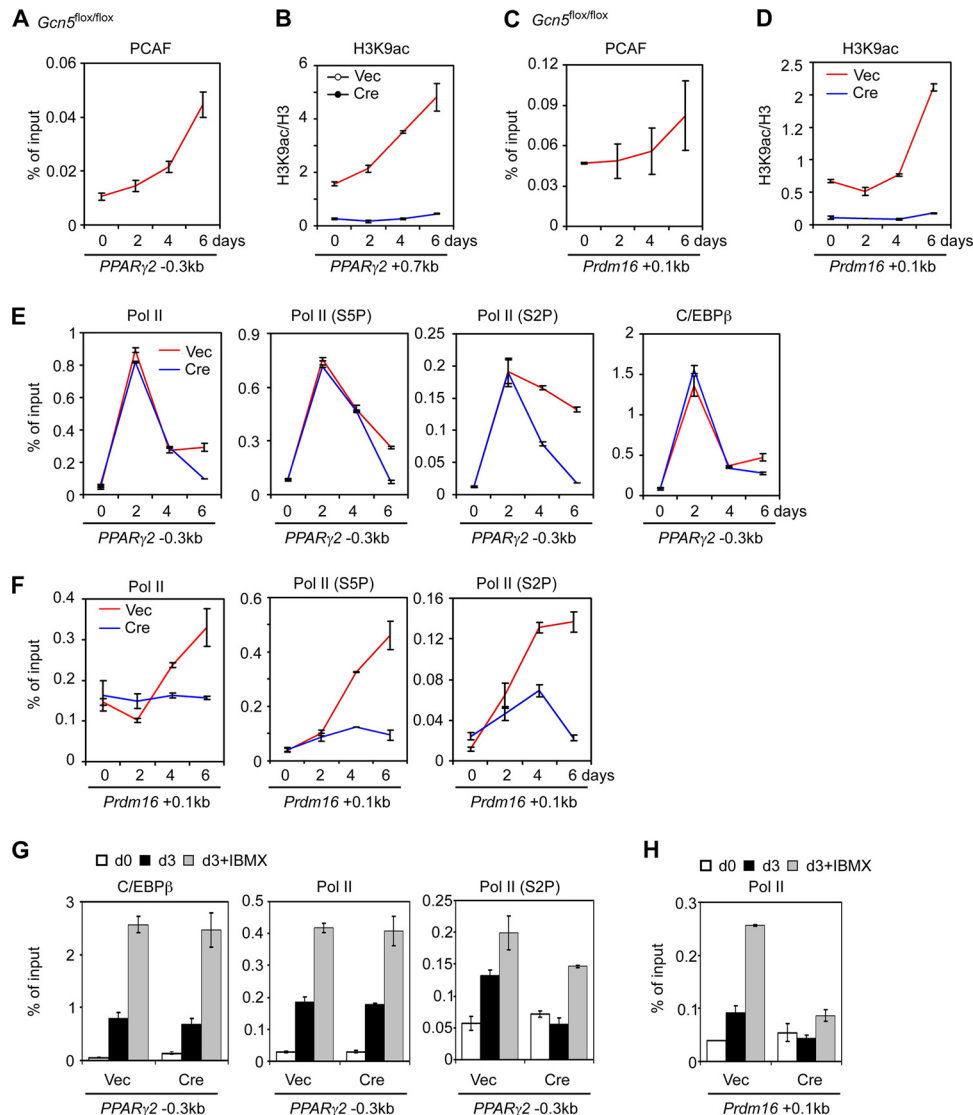 A Gcn5flox/flox
PCAF
% of input
0.06
0.04
0.02
0
0 2 4 6 days
PPARγ2 -0.3kb
B
H3K9ac
H3K9ac/H3
6
4
2
0
Vec
Cre
0 2 4 6 days
PPARγ2 +0.7kb
C Gcn5flox/flox
PCAF
% of input
0.12
0.09
0.06
0.03
0
0 2 4 6 days
Prdm16 +0.1kb
D
H3K9ac
H3K9ac/H3
2.5
2
1.2
1
0.5
0
Vec
Cre
0 2 4 6 days
Prdm16 +0.1kb
E
Pol II
% of input
1
0.8
0.6
0.4
0.2
0
Vec
Cre
0 2 4 6
PPARγ2 -0.3kb
Pol II (S5P)
0.9
0.6
0.3
0
0 2 4 6
PPARγ2 -0.3kb
Pol II (S2P)
0.25
0.20
0.15
0.1
0.05
0
0 2 4 6
PPARγ2 -0.3kb
C/EBPβ
2
1.5
1
0.5
0
0 2 4 6 days
PPARγ2 -0.3kb
F
Pol II
% of input
0.4
0.3
0.2
0.1
0
Vec
Cre
0 2 4 6
Prdm16 +0.1kb
Pol II (S5P)
0.6
0.4
0.2
0
0 2 4 6
Prdm16 +0.1kb
Pol II (S2P)
0.16
0.12
0.08
0.04
0
0 2 4 6 days
Prdm16 +0.1kb
G
d0 d3 d3+IBMX
C/EBPβ
% of input
3
2
1
0
Vec Cre
PPARγ2 -0.3kb
Pol II
0.5
0.4
0.3
0.2
0.1
0
Vec Cre
PPARγ2 -0.3kb
Pol II (S2P)
0.25
0.2
0.15
0.1
0.05
0
Vec Cre
PPARγ2 -0.3kb
H
d0 d3 d3+IBMX
Pol II
% of input
0.3
0.2
0.1
0
Vec Cre
Prdm16 +0.1kb